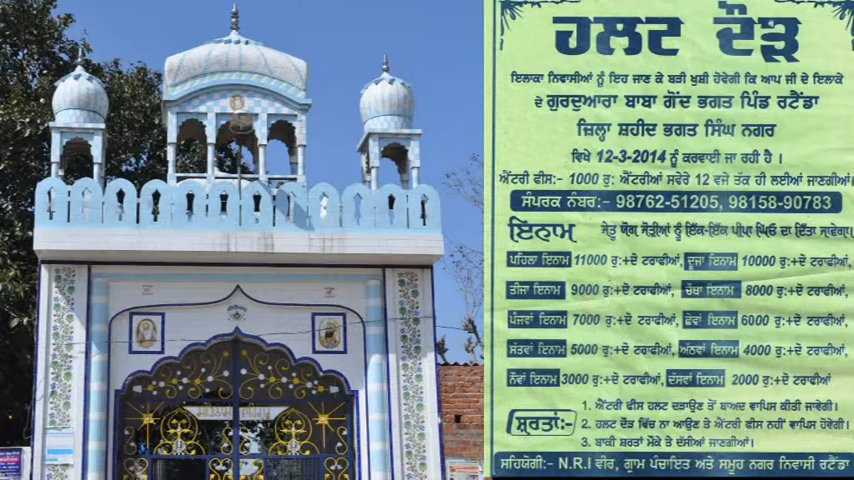 ਹਲਟ ਦੌੜ
ਇਲਾਕਾ ਨਿਵਾਸੀਆਂ ਨੂੰ ਇਹ ਜਾਣ ਕੇ ਬੜੀ ਖੁਸ਼ੀ ਹੋਵੇਗੀ ਕਿ ਆਪ ਜੀ ਦੇ ਇਲਾਕੇ
ਦੇ ਗੁਰਦੁਆਰਾ ਬਾਬਾ ਗੋਂਦ ਭਗਤ ਪਿੰਡ ਰਟੈਂਡਾ
ਜ਼ਿਲ੍ਹਾ ਸ਼ਹੀਦ ਭਗਤ ਸਿੰਘ ਨਗਰ
ਵਿਖੇ 12-3-2014 ਨੂੰ ਕਰਵਾਈ ਜਾ ਰਹੀ ਹੈ ।
ਐਂਟਰੀ ਫੀਸ:- 1000 ਰੁ: ਐਂਟਰੀਆਂ ਸਵੇਰੇ 12 ਵਜੇ ਤੱਕ ਹੀ ਲਈਆਂ ਜਾਣਗੀਆਂ।
ਸੰਪਰਕ ਨੰਬਰ:- 98762-51205, 98158-90783
ਇਨਾਮ ਜੇਤੂ ਯੋਗ ਜੋੜੀਆਂ ਨੂੰ ਇੱਕ-ਇੱਕ ਪੀਪਾ ਘਿਓ ਦਾ ਦਿੱਤਾ ਜਾਵੇਗਾ।
ਪਹਿਲਾ ਇਨਾਮ 11000 ਰੁ:+ਦੋ ਟਰਾਫੀਆਂ, ਦੂਜਾ ਇਨਾਮ 10000 ਰੁ:+ਦੋ ਟਰਾਫੀਆਂ,
ਤੀਜਾ ਇਨਾਮ 9000 ਰੁ:+ਦੋ ਟਰਾਫੀਆਂ, ਚੌਥਾ ਇਨਾਮ 8000 ਰੁ:+ਦੋ ਟਰਾਫੀਆਂ,
ਪੰਜਵਾਂ ਇਨਾਮ 7000 ਰੁ:+ਦੋ ਟਰਾਫੀਆਂ, ਛੇਵਾਂ ਇਨਾਮ 6000 ਰੁ:+ਦੋ ਟਰਾਫੀਆਂ,
ਸੱਤਵਾਂ ਇਨਾਮ 5000 ਰੁ:+ਦੋ ਟਰਾਫੀਆਂ, ਅੱਠਵਾਂ ਇਨਾਮ 4000 ਰੁ:+ਦੋ ਟਰਾਫੀਆਂ,
ਨੌਵਾਂ ਇਨਾਮ 3000 ਰੁ:+ਦੋ ਟਰਾਫੀਆਂ, ਦਸਵਾਂ ਇਨਾਮ 2000 ਰੁ:+ਦੋ ਟਰਾਫੀਆਂ
ਸ਼ਰਤਾਂ:-
1. ਐਂਟਰੀ ਫੀਸ ਹਲਟ ਦੜਾਉਣ ਤੋਂ ਬਾਅਦ ਵਾਪਿਸ ਕੀਤੀ ਜਾਵੇਗੀ।
2. ਹਲਟ ਦੌੜ ਵਿੱਚ ਨਾ ਆਉਣ ਤੇ ਐਂਟਰੀ ਫੀਸ ਨਹੀਂ ਵਾਪਿਸ ਹੋਵੇਗੀ।
3. ਬਾਕੀ ਸ਼ਰਤਾਂ ਮੌਕੇ ਤੇ ਦੱਸੀਆਂ ਜਾਣਗੀਆਂ।
ਸਹਿਯੋਗੀ:- N.R.I ਵੀਰ, ਗ੍ਰਾਮ ਪੰਚਾਇਤ ਅਤੇ ਸਮੂਹ ਨਗਰ ਨਿਵਾਸੀ ਰਟੈਂਡਾ